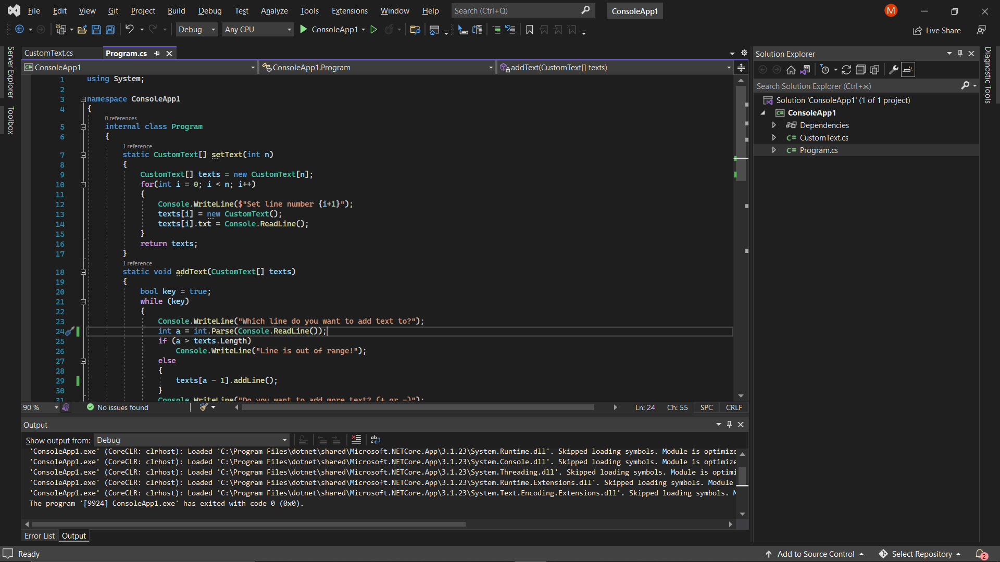 File Edit View Git Project Build Debug Test Analyze Tools Extensions Window Help Search (Ctrl+Q) ConsoleApp1 M
Debug Any CPU ConsoleApp1 Live Share
Server Explorer
Toolbox
CustomText.cs Program.cs
ConsoleApp1 ConsoleApp1.Program addText(CustomText[] texts)
1 using System;
2
3 namespace ConsoleApp1
4 {
0 references
5 internal class Program
6 {
1 reference
7 static CustomText[] setText(int n)
8 {
9 CustomText[] texts = new CustomText[n];
10 for(int i = 0; i < n; i++)
11 {
12 Console.WriteLine($"Set line number {i+1}");
13 texts[i] = new CustomText();
14 texts[i].txt = Console.ReadLine();
15 }
16 return texts;
17 }
1 reference
18 static void addText(CustomText[] texts)
19 {
20 bool key = true;
21 while (key)
22 {
23 Console.WriteLine("Which line do you want to add text to?");
24 int a = int.Parse(Console.ReadLine());
25 if (a > texts.Length)
26 Console.WriteLine("Line is out of range!");
27 else
28 {
29 texts[a - 1].addLine();
30 }
31 Console.WriteLine("Do you want to add more text? (+ or -)");
90 % No issues found Ln: 24 Ch: 55 SPC CRLF
Output
Show output from: Debug
'ConsoleApp1.exe' (CoreCLR: clrhost): Loaded 'C:\Program Files\dotnet\shared\Microsoft.NETCore.App\3.1.23\System.Runtime.dll'. Skipped loading symbols. Module is optimize
'ConsoleApp1.exe' (CoreCLR: clrhost): Loaded 'C:\Program Files\dotnet\shared\Microsoft.NETCore.App\3.1.23\System.Console.dll'. Skipped loading symbols. Module is optimize
'ConsoleApp1.exe' (CoreCLR: clrhost): Loaded 'C:\Program Files\dotnet\shared\Microsoft.NETCore.App\3.1.23\System.Threading.dll'. Skipped loading symbols. Module is optimi
'ConsoleApp1.exe' (CoreCLR: clrhost): Loaded 'C:\Program Files\dotnet\shared\Microsoft.NETCore.App\3.1.23\System.Runtime.Extensions.dll'. Skipped loading symbols. Module
'ConsoleApp1.exe' (CoreCLR: clrhost): Loaded 'C:\Program Files\dotnet\shared\Microsoft.NETCore.App\3.1.23\System.Text.Encoding.Extensions.dll'. Skipped loading symbols. M
The program '[9924] ConsoleApp1.exe' has exited with code 0 (0x0).
Error List Output
Solution Explorer
Search Solution Explorer (Ctrl+ж)
Solution 'ConsoleApp1' (1 of 1 project)
C# ConsoleApp1
Dependencies
C# CustomText.cs
C# Program.cs
Diagnostic Tools
Ready Add to Source Control Select Repository 2